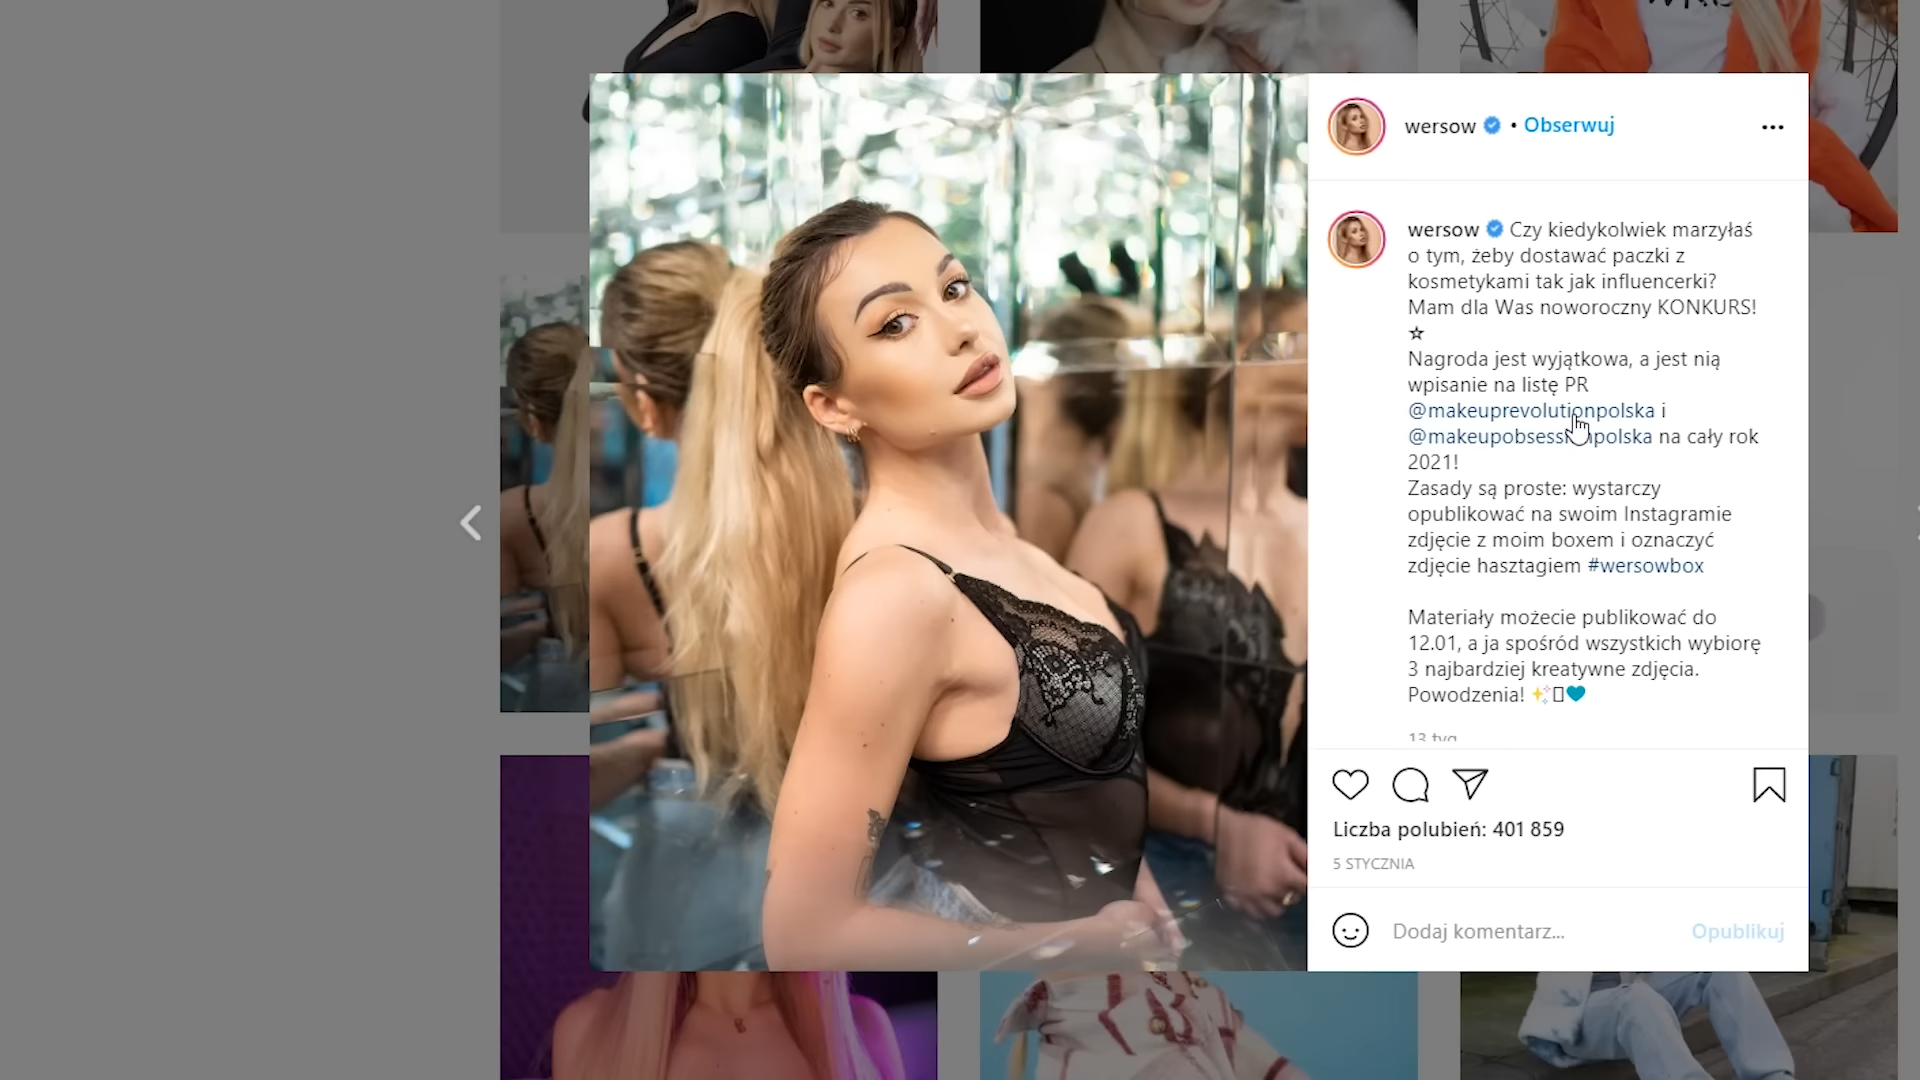 wersow • Obserwuj
wersow Czy kiedykolwiek marzyłaś
o tym, żeby dostawać paczki z
kosmetykami tak jak influencerki?
Mam dla Was noworoczny KONKURS!
☆
Nagroda jest wyjątkowa, a jest nią
wpisanie na listę PR
@makeuprevolutionpolska i
@makeupobsessionpolska na cały rok
2021!
Zasady są proste: wystarczy
opublikować na swoim Instagramie
zdjęcie z moim boxem i oznaczyć
zdjęcie hasztagiem #wersowbox
Materiały możecie publikować do
12.01, a ja spośród wszystkich wybiorę
3 najbardziej kreatywne zdjęcia.
Powodzenia! ✨▯💙
13 tyg.
Liczba polubień: 401 859
5 STYCZNIA
Dodaj komentarz... Opublikuj